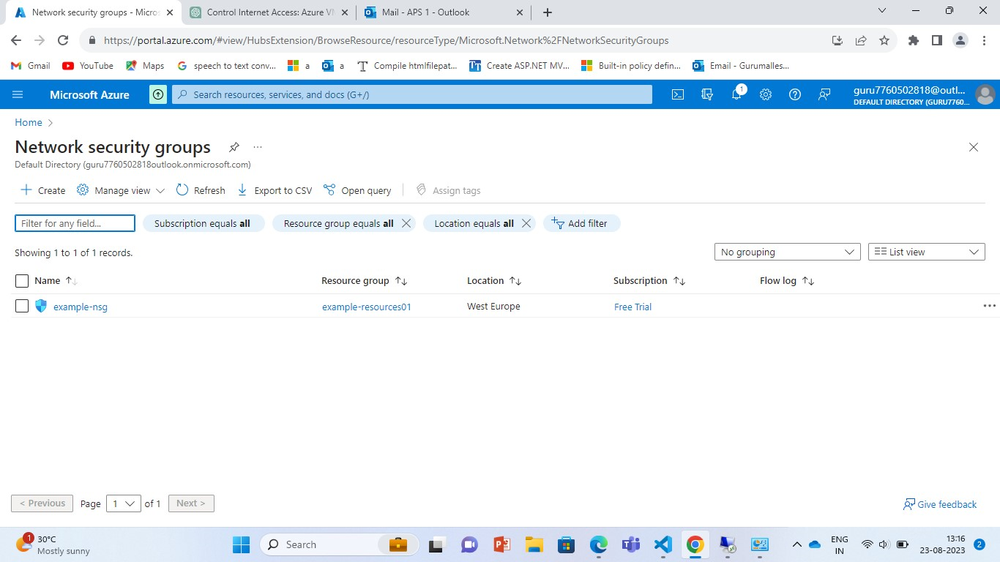 Network security groups - Micros
Control Internet Access: Azure VM
Mail - APS 1 - Outlook
https://portal.azure.com/#view/HubsExtension/BrowseResource/resourceType/Microsoft.Network%2FNetworkSecurityGroups
Gmail YouTube Maps speech to text conv... a a Compile htmlfilepat... Create ASP.NET MV... Built-in policy defin... Email - Gurumalles...
Microsoft Azure
Search resources, services, and docs (G+/)
1
guru7760502818@outl...
DEFAULT DIRECTORY (GURU7760...
Home >
Network security groups ...
Default Directory (guru7760502818outlook.onmicrosoft.com)
+ Create Manage view Refresh Export to CSV Open query Assign tags
Filter for any field... Subscription equals all Resource group equals all Location equals all Add filter
Showing 1 to 1 of 1 records.
No grouping List view
Name Resource group Location Subscription Flow log
example-nsg example-resources01 West Europe Free Trial ...
< Previous Page 1 of 1 Next >
Give feedback
1
30°C
Mostly sunny
Search
ENG
IN
13:16
23-08-2023
2